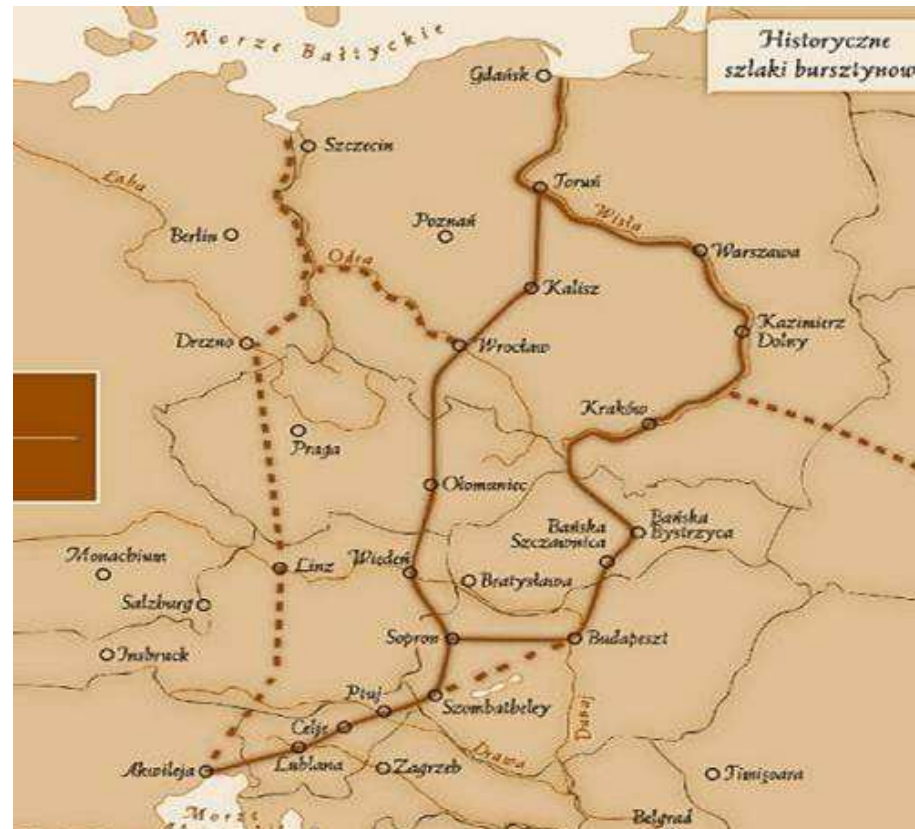 Morze Bałtyckie
Historyczne
szlaki bursztynow
Gdańsk
Szczecin
Łaba
Toruń
Poznań
Wisła
Berlin
Warszawa
Odra
Kalisz
Drezno
Wrocław
Kazimierz
Dolny
Kraków
Praga
Ołomuniec
Bańska
Bystrzyca
Bańska
Szczawnica
Monachium
Linz
Wiedeń
Bratysława
Salzburg
Sopron
Budapeszt
Insbruck
Ptuj
Szombatheley
Dunaj
Celje
Drawa
Akwileja
Lublana
Zagrzeb
Timişoara
Morze
Belgrad